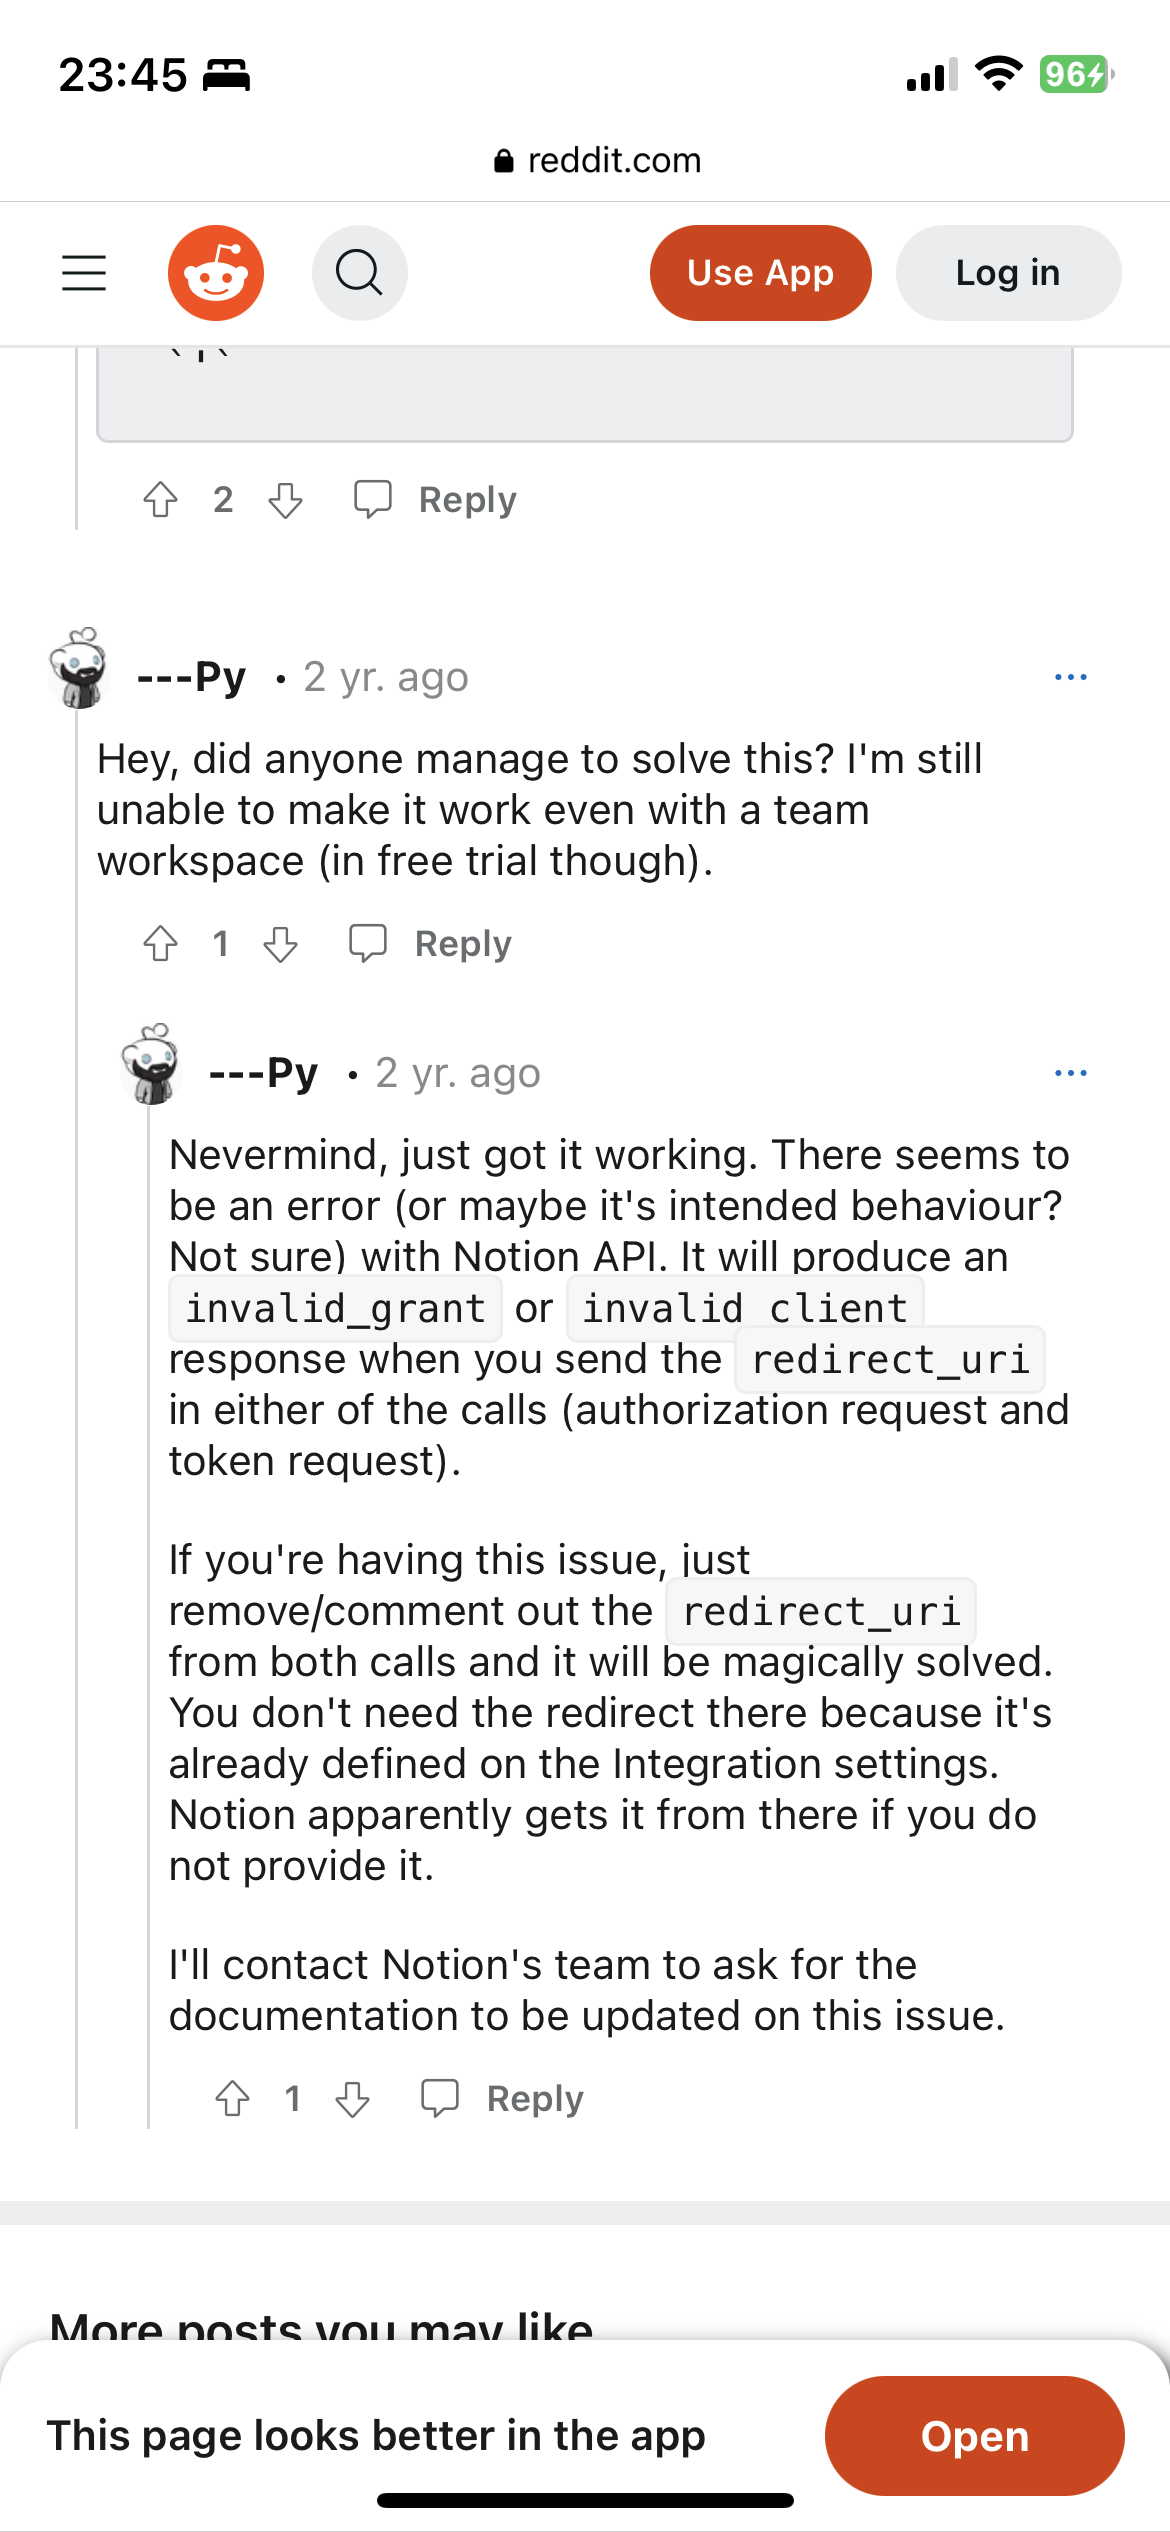 23:45
96
reddit.com
Use App
Log in
2
Reply
---Py • 2 yr. ago
Hey, did anyone manage to solve this? I'm still
unable to make it work even with a team
workspace (in free trial though).
1
Reply
---Py • 2 yr. ago
Nevermind, just got it working. There seems to
be an error (or maybe it's intended behaviour?
Not sure) with Notion API. It will produce an
invalid_grant or invalid client
response when you send the redirect_uri
in either of the calls (authorization request and
token request).
If you're having this issue, just
remove/comment out the redirect_uri
from both calls and it will be magically solved.
You don't need the redirect there because it's
already defined on the Integration settings.
Notion apparently gets it from there if you do
not provide it.
I'll contact Notion's team to ask for the
documentation to be updated on this issue.
1
Reply
More posts you may like
This page looks better in the app
Open